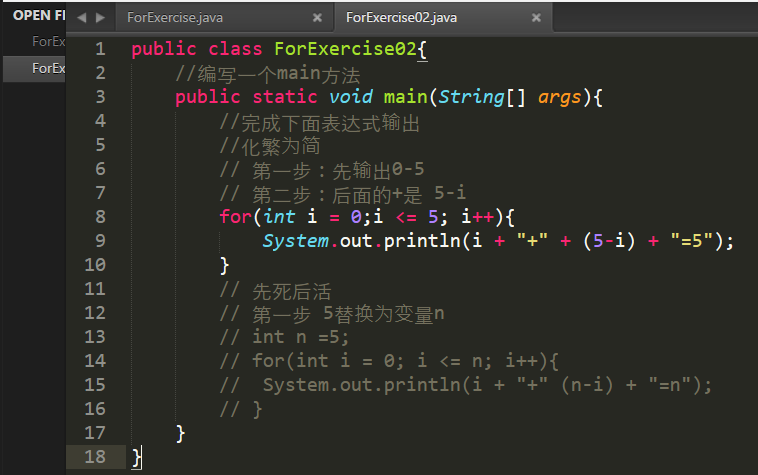 OPEN FI
ForExercise.java
ForExercise02.java
ForEx
ForEx
1 public class ForExercise02{
2 //编写一个main方法
3 public static void main(String[] args){
4 //完成下面表达式输出
5 //化繁为简
6 // 第一步：先输出0-5
7 // 第二步：后面的+是 5-i
8 for(int i = 0;i <= 5; i++){
9 System.out.println(i + "+" + (5-i) + "=5");
10 }
11 // 先死后活
12 // 第一步 5替换为变量n
13 // int n =5;
14 // for(int i = 0; i <= n; i++){
15 //  System.out.println(i + "+" (n-i) + "=n");
16 // }
17 }
18 }